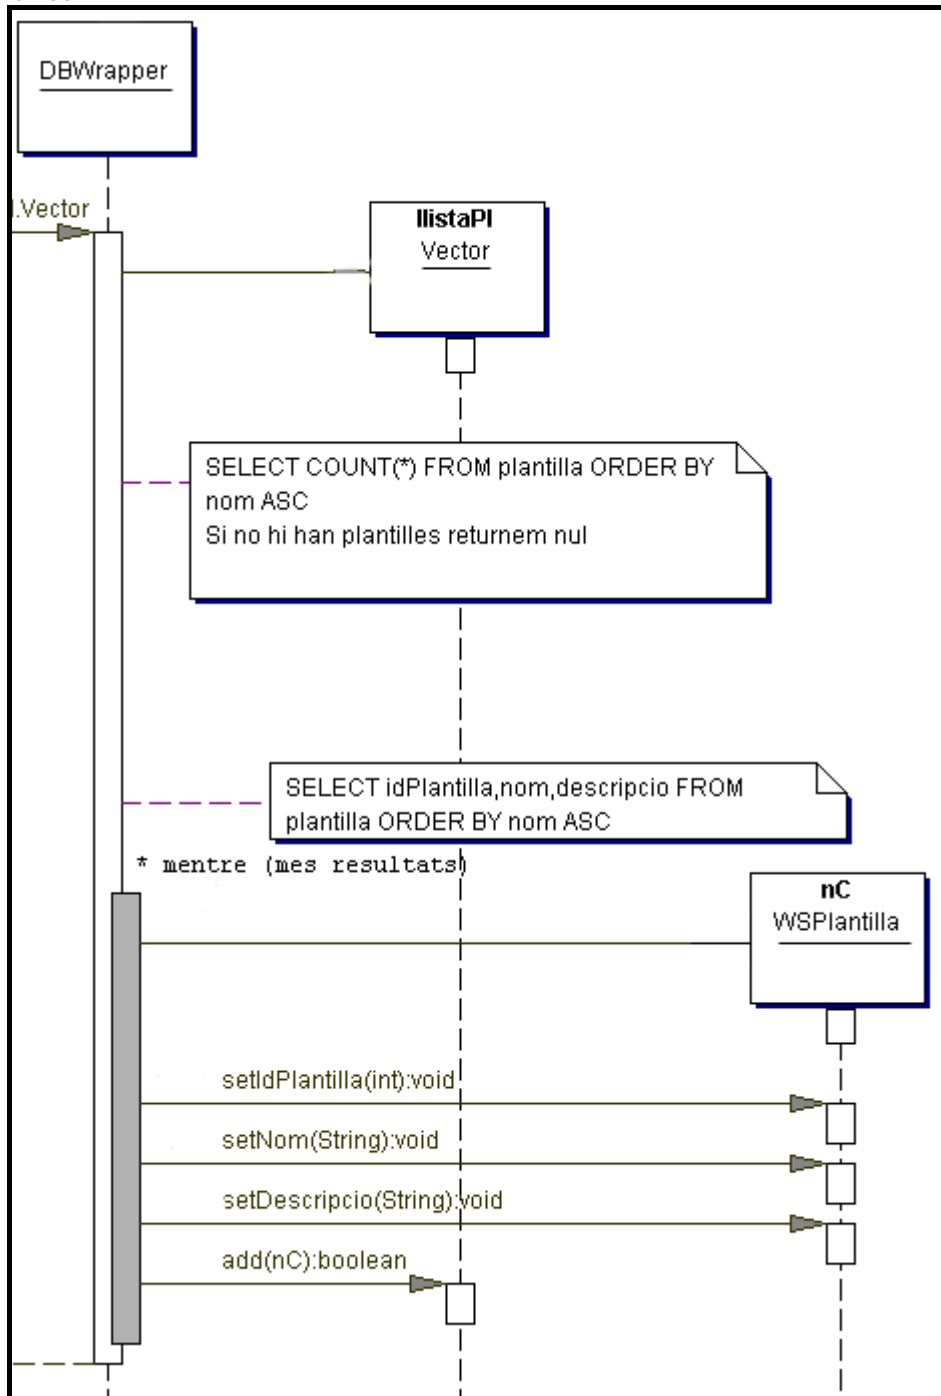 DBWrapper
l.Vector
llistaPl
Vector
SELECT COUNT(*) FROM plantilla ORDER BY
nom ASC
Si no hi han plantilles returnem nul
SELECT idPlantilla,nom,descripcio FROM
plantilla ORDER BY nom ASC
* mentre (mes resultats)
nC
WSPlantilla
setIdPlantilla(int):void
setNom(String):void
setDescripcio(String):void
add(nC):boolean